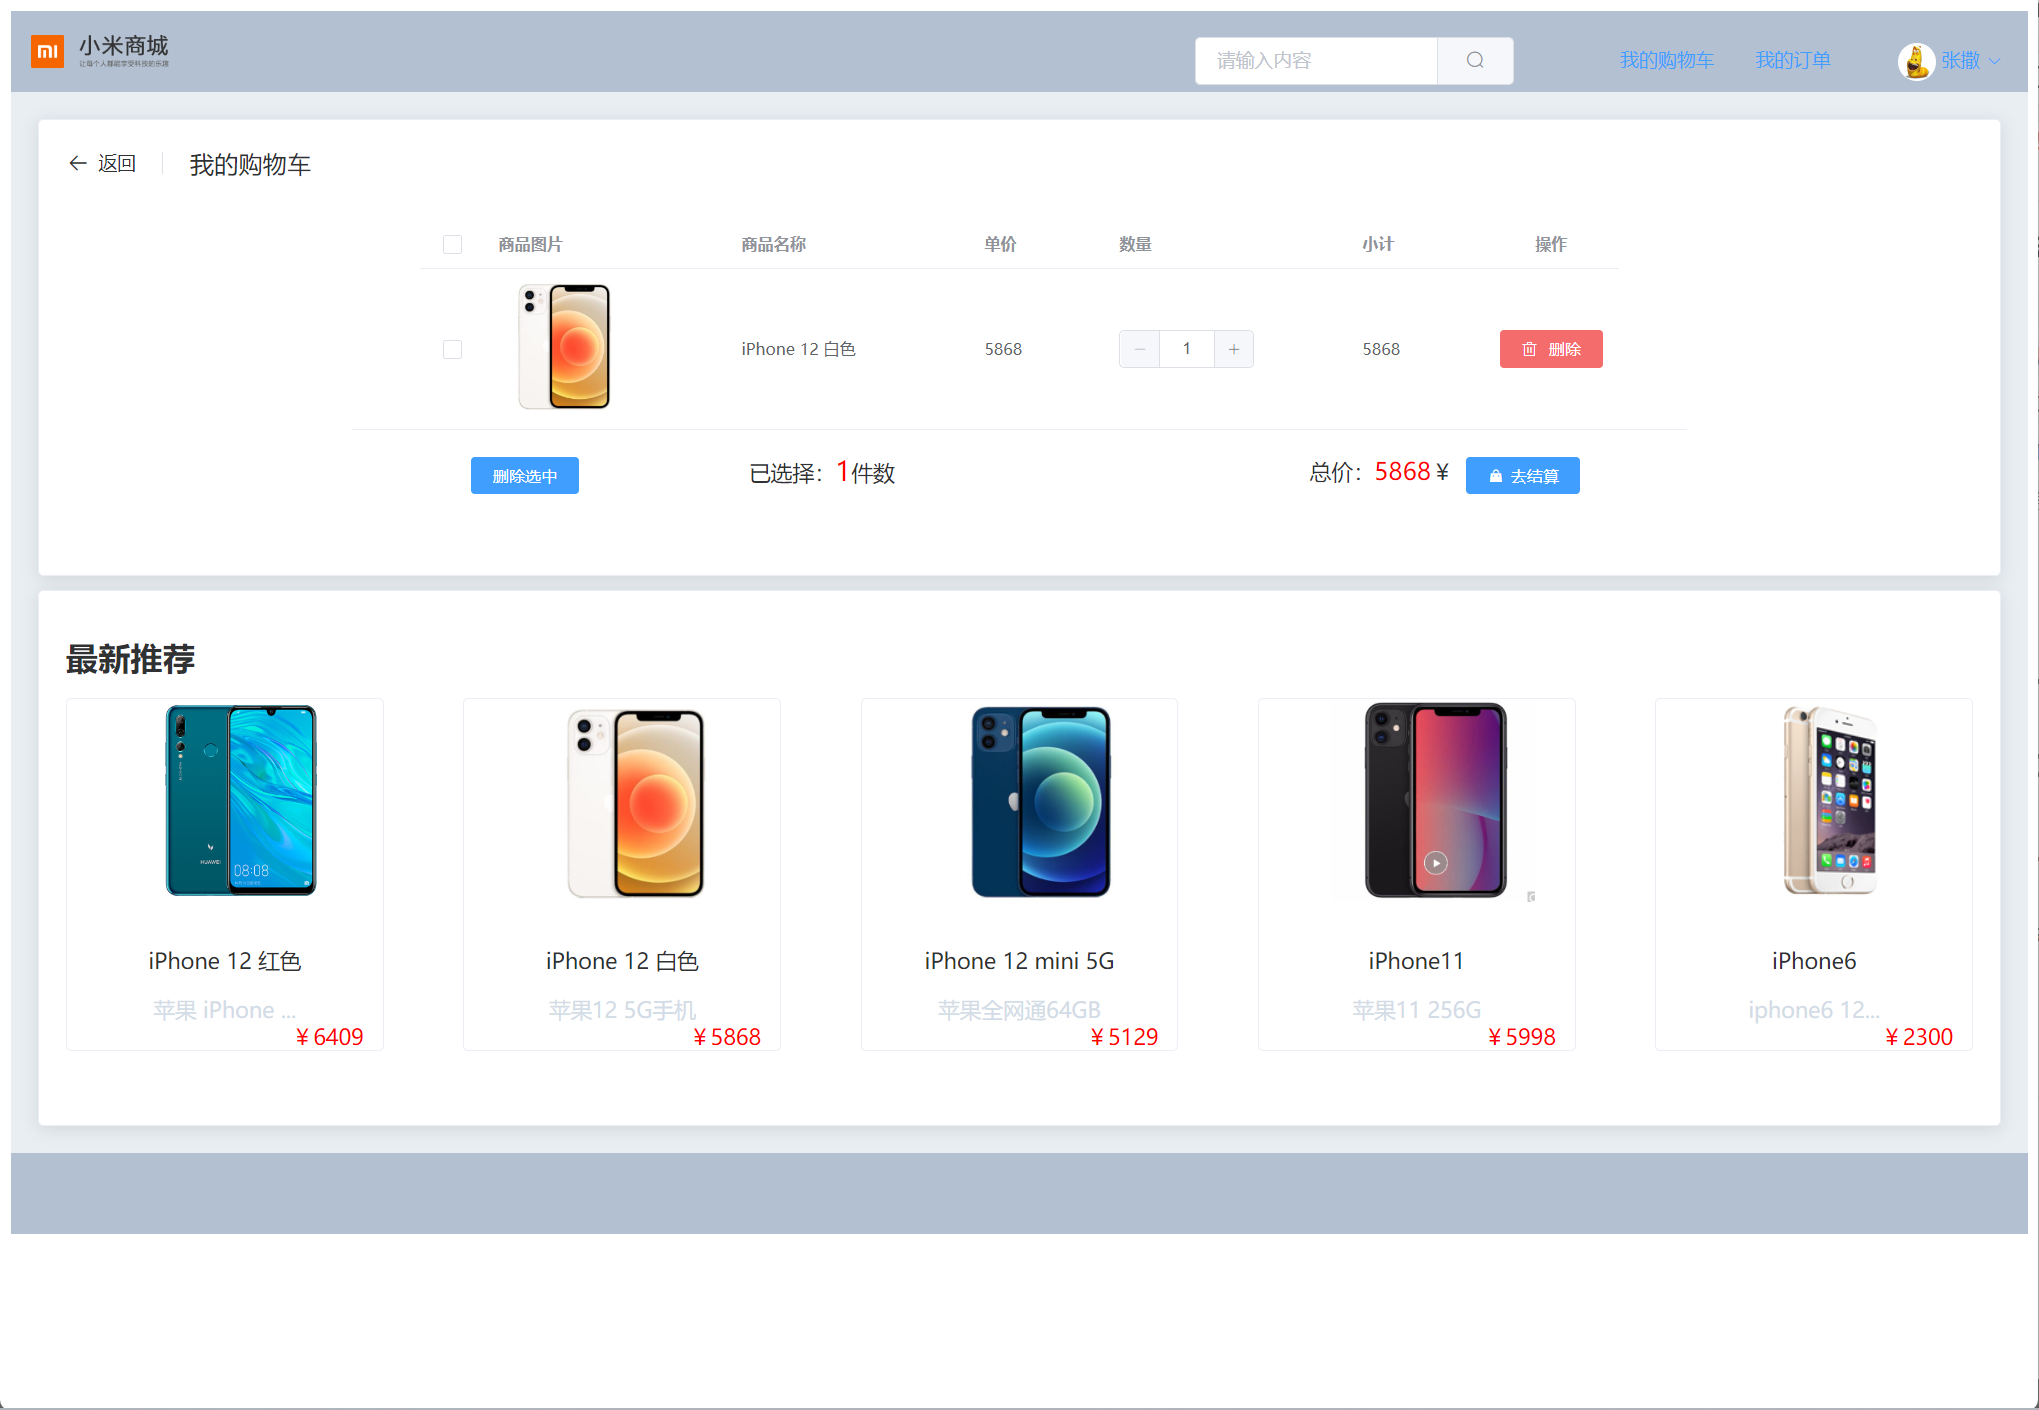 小米商城
让每个人都能享受科技的乐趣
请输入内容
我的购物车
我的订单
张撒
返回
我的购物车
商品图片 商品名称 单价 数量 小计 操作
iPhone 12 白色 5868 1 5868 删除
删除选中 已选择：1件数 总价：5868￥ 去结算
最新推荐
HUAWEI
08:08
iPhone 12 红色
苹果 iPhone ...
￥6409
iPhone 12 白色
苹果12 5G手机
￥5868
iPhone 12 mini 5G
苹果全网通64GB
￥5129
iPhone11
苹果11 256G
￥5998
iPhone6
iphone6 12...
￥2300